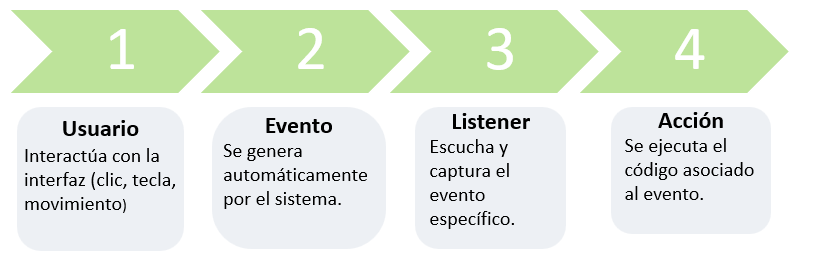 1
2
3
4
Usuario
Interactúa con la
interfaz (clic, tecla,
movimiento)
Evento
Se genera
automáticamente
por el sistema.
Listener
Escucha y
captura el
evento
específico.
Acción
Se ejecuta el
código asociado
al evento.